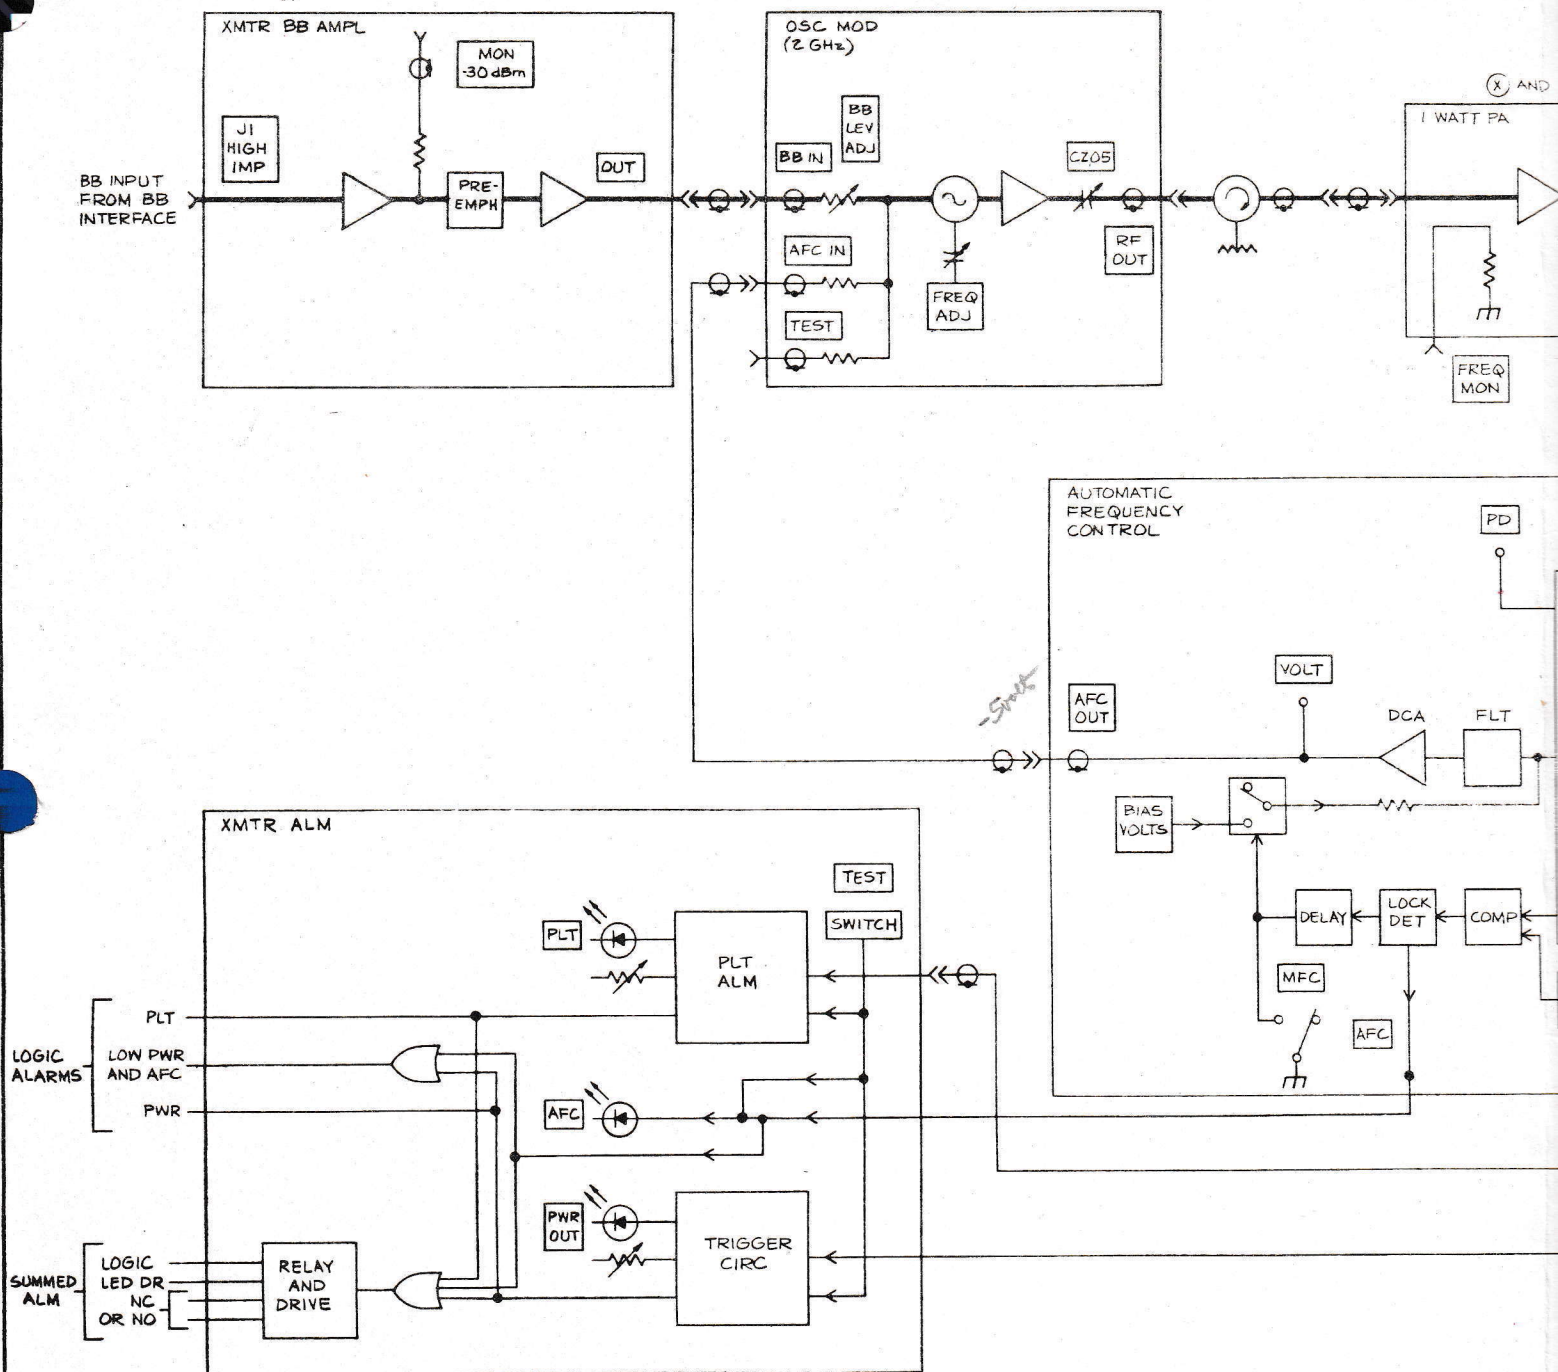 XMTR BB AMPL
MON
-30 dBm
J1
HIGH
IMP
BB INPUT
FROM BB
INTERFACE
PRE-
EMPH
OUT
OSC MOD
(2 GHz)
BB
LEV
ADJ
BB IN
CZ05
AFC IN
RF
OUT
FREQ
ADJ
TEST
X AND
1 WATT PA
FREQ
MON
AUTOMATIC
FREQUENCY
CONTROL
PD
VOLT
-5 volt
AFC
OUT
DCA
FLT
BIAS
VOLTS
DELAY
LOCK
DET
COMP
MFC
AFC
XMTR ALM
TEST
SWITCH
PLT
PLT
ALM
LOGIC
ALARMS
PLT
LOW PWR
AND AFC
PWR
AFC
PWR
OUT
TRIGGER
CIRC
SUMMED
ALM
LOGIC
LED DR
NC
OR NO
RELAY
AND
DRIVE